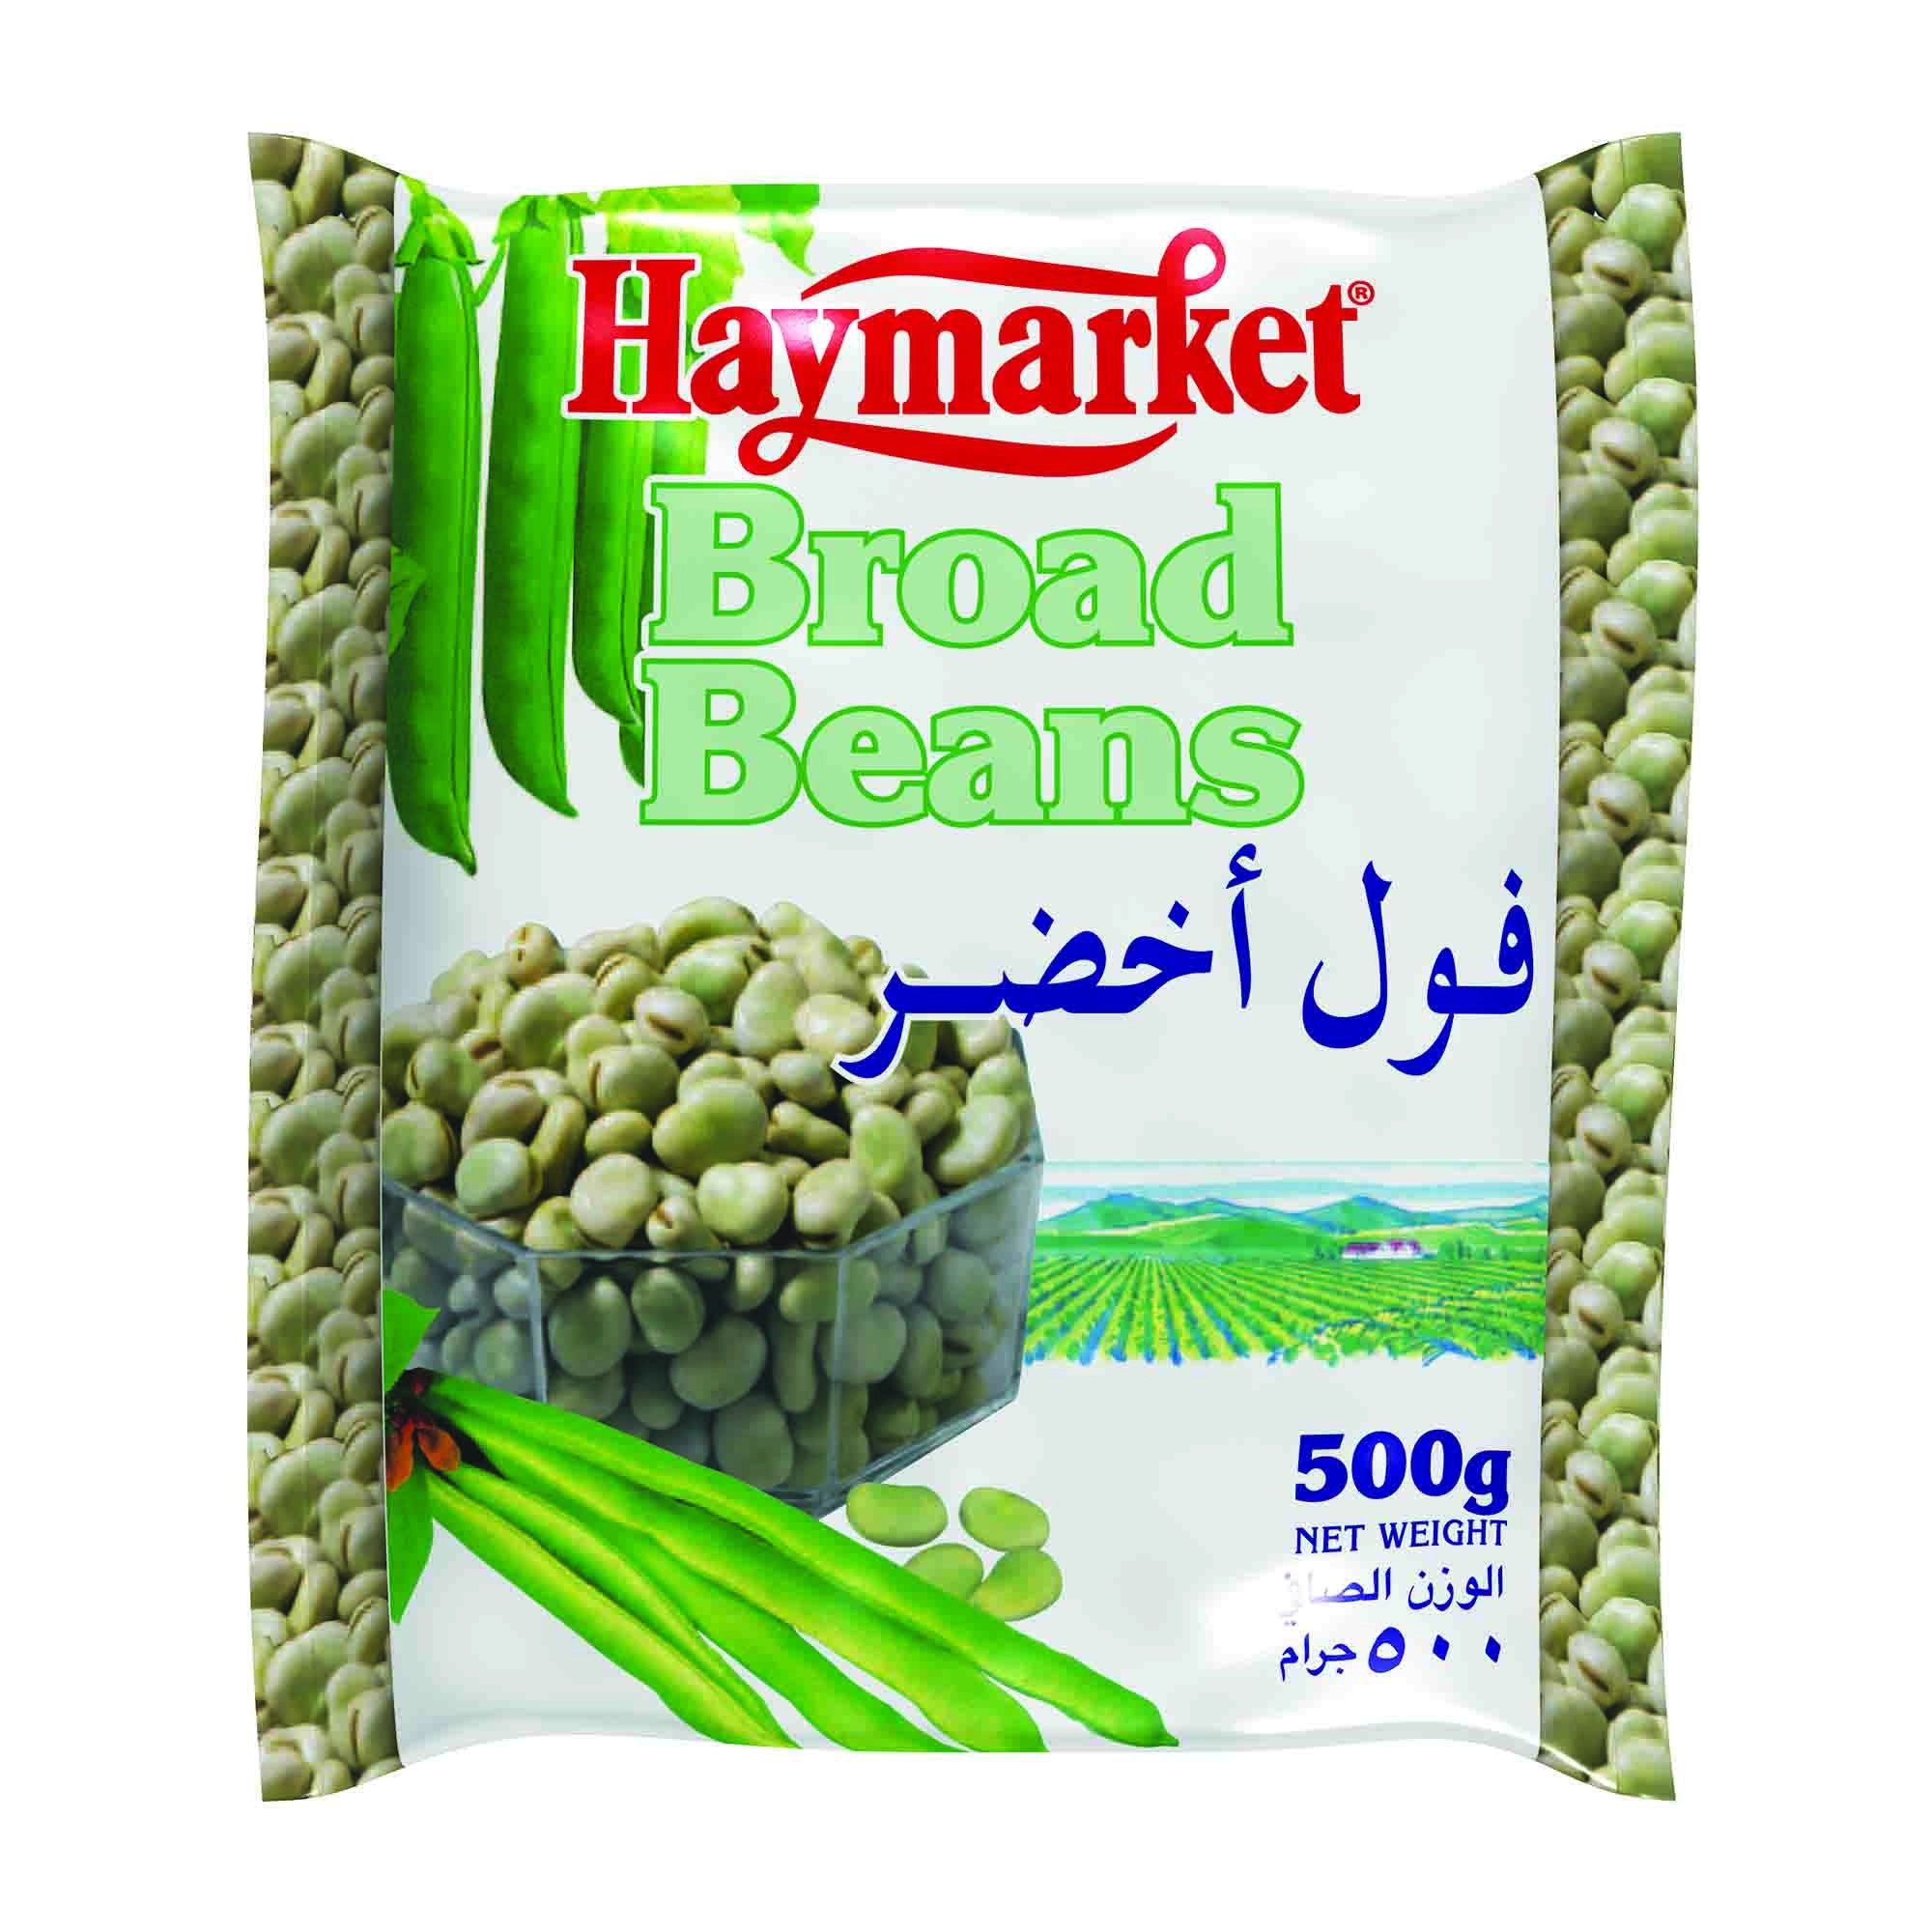 Haymarket®
Broad
Beans
فول أخضر
500g
NET WEIGHT
الوزن الصافي
٥٠٠ جرام